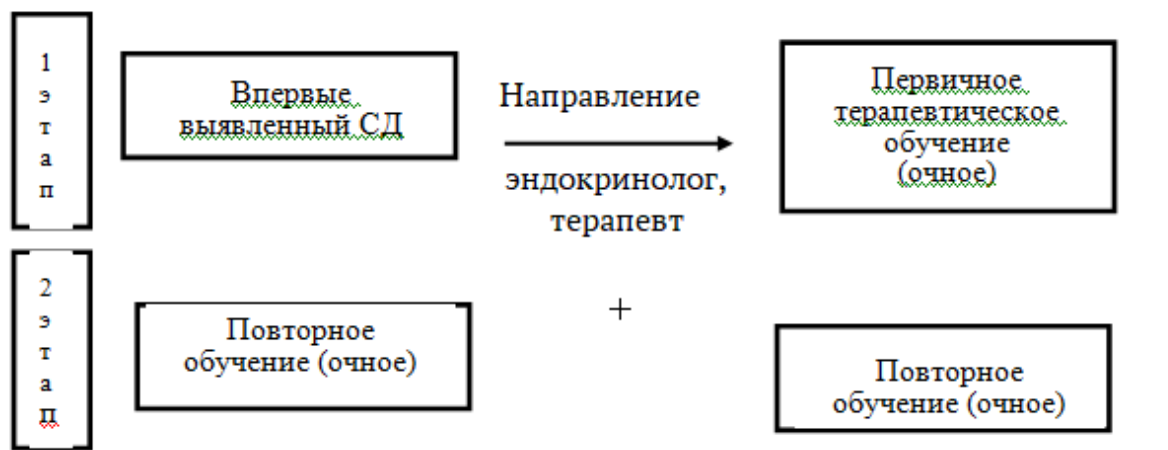 1
э
т
а
п
Впервые
выявленный СД
Направление
эндокринолог,
терапевт
Первичное
терапевтическое
обучение
(очное)
2
э
т
а
п
Повторное
обучение (очное)
+
Повторное
обучение (очное)